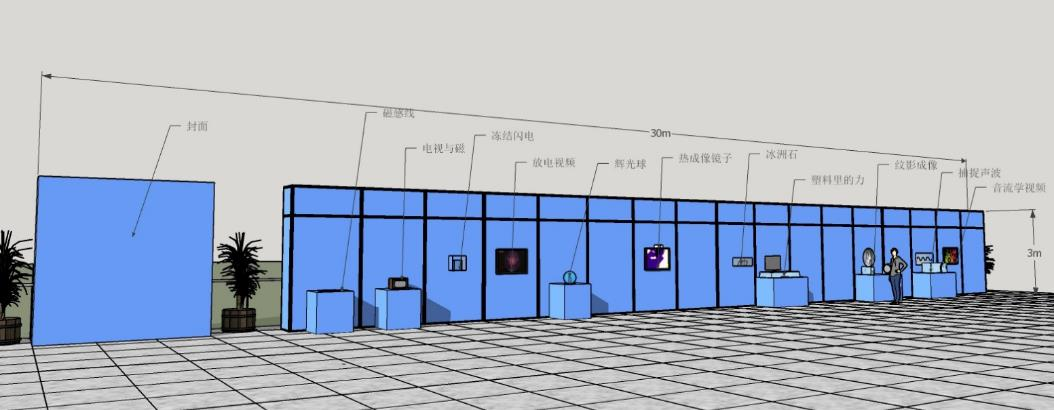 封面
磁感线
电视与磁
冻结闪电
放电视频
辉光球
30m
热成像镜子
冰洲石
塑料里的力
纹影成像
捕捉声波
音流学视频
3m